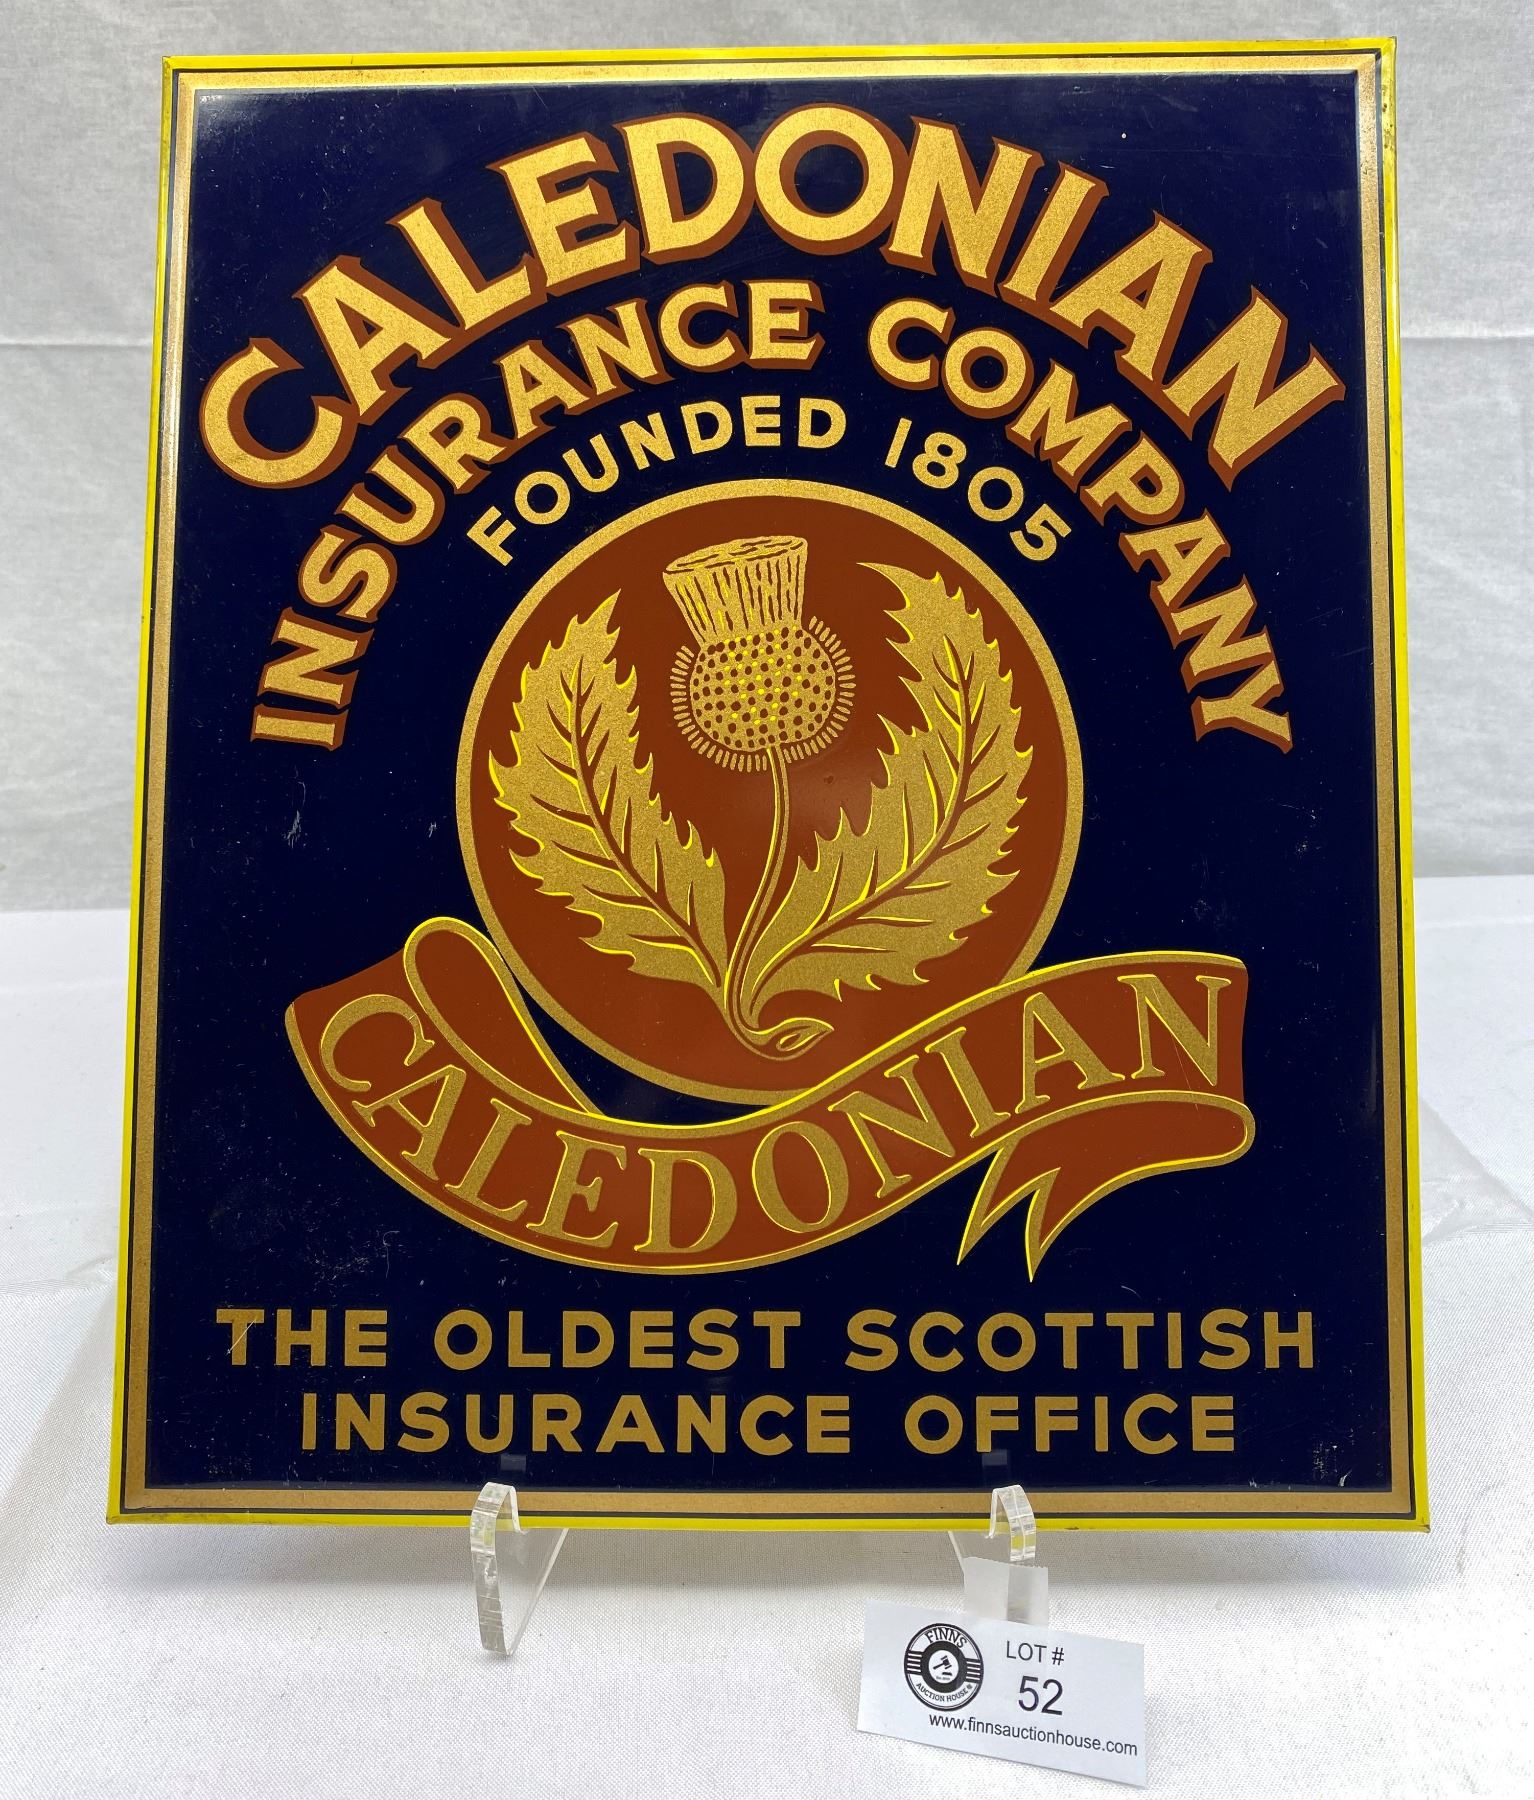 CALEDONIAN
INSURANCE COMPANY
FOUNDED 1805
CALEDONIAN
THE OLDEST SCOTTISH
INSURANCE OFFICE
FINNS
AUCTION HOUSE
LOT #
52
www.finnsauctionhouse.com